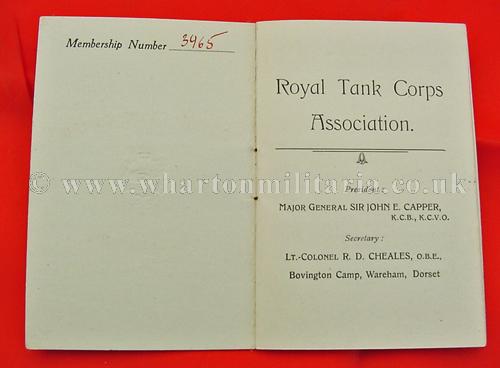 Membership Number 3965
Royal Tank Corps
Association.
President:
MAJOR GENERAL SIR JOHN E. CAPPER,
K.C.B., K.C.V.O.
Secretary:
LT.-COLONEL R. D. CHEALES, O.B.E.,
Bovington Camp, Wareham, Dorset
© www.whartonmilitaria.co.uk